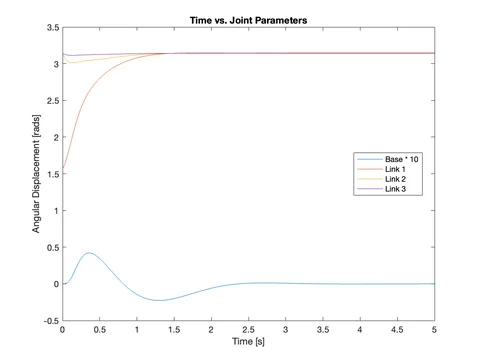 Time vs. Joint Parameters
3.5
3
2.5
2
1.5
1
0.5
0
-0.5
Angular Displacement [rads]
Base * 10
Link 1
Link 2
Link 3
0 0.5 1 1.5 2 2.5 3 3.5 4 4.5 5
Time [s]